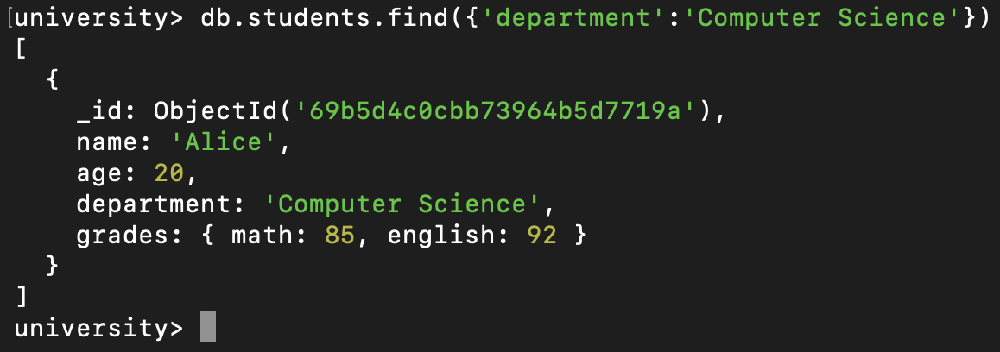 [university> db.students.find({'department':'Computer Science'})
[
  {
    _id: ObjectId('69b5d4c0cbb73964b5d7719a'),
    name: 'Alice',
    age: 20,
    department: 'Computer Science',
    grades: { math: 85, english: 92 }
  }
]
university>